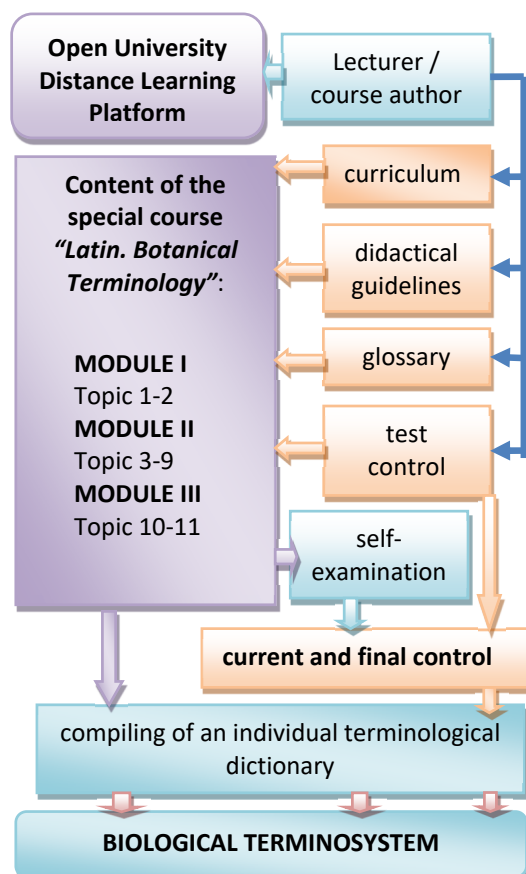 Open University
Distance Learning
Platform
Lecturer /
course author
Content of the
special course
“Latin. Botanical
Terminology”:
MODULE I
Topic 1-2
MODULE II
Topic 3-9
MODULE III
Topic 10-11
curriculum
didactical
guidelines
glossary
test
control
self-
examination
current and final control
compiling of an individual terminological
dictionary
BIOLOGICAL TERMINOSYSTEM